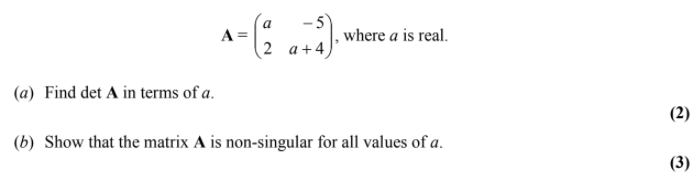 A = ( a  -5
2  a + 4 ), where a is real.
(a) Find det A in terms of a.
(2)
(b) Show that the matrix A is non-singular for all values of a.
(3)